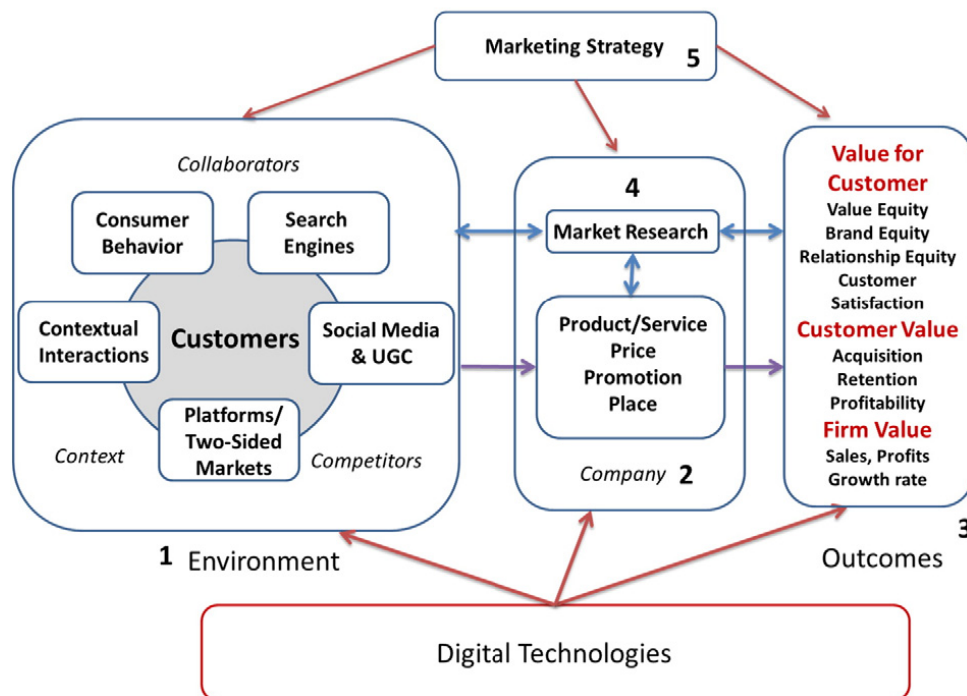 Marketing Strategy
5
Collaborators
Consumer
Behavior
Search
Engines
Contextual
Interactions
Customers
Social Media
& UGC
Platforms/
Two-Sided
Markets
Context
Competitors
1
Environment
4
Market Research
Product/Service
Price
Promotion
Place
Company
2
Value for
Customer
Value Equity
Brand Equity
Relationship Equity
Customer
Satisfaction
Customer Value
Acquisition
Retention
Profitability
Firm Value
Sales, Profits
Growth rate
3
Outcomes
Digital Technologies